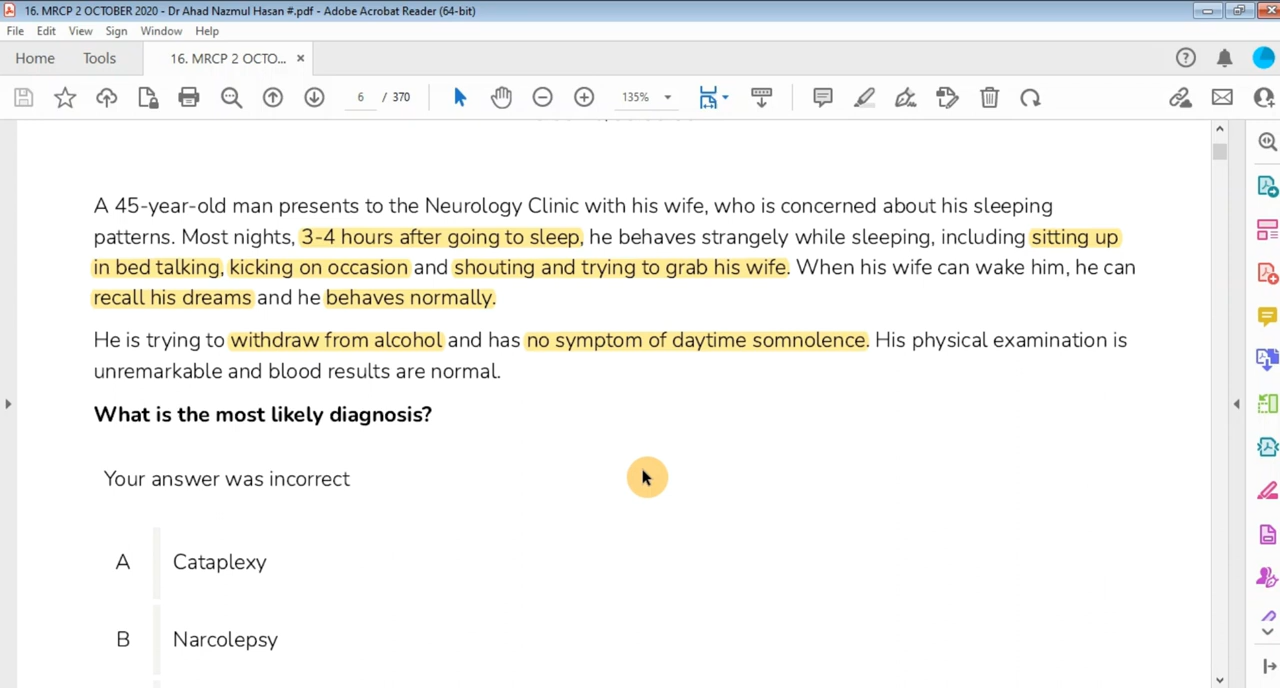 16. MRCP 2 OCTOBER 2020 - Dr Ahad Nazmul Hasan #.pdf - Adobe Acrobat Reader (64-bit)
File Edit View Sign Window Help
Home Tools 16. MRCP 2 OCTO... ×
6 / 370 135%
A 45-year-old man presents to the Neurology Clinic with his wife, who is concerned about his sleeping
patterns. Most nights, 3-4 hours after going to sleep, he behaves strangely while sleeping, including sitting up
in bed talking, kicking on occasion and shouting and trying to grab his wife. When his wife can wake him, he can
recall his dreams and he behaves normally.
He is trying to withdraw from alcohol and has no symptom of daytime somnolence. His physical examination is
unremarkable and blood results are normal.
What is the most likely diagnosis?
Your answer was incorrect
A Cataplexy
B Narcolepsy